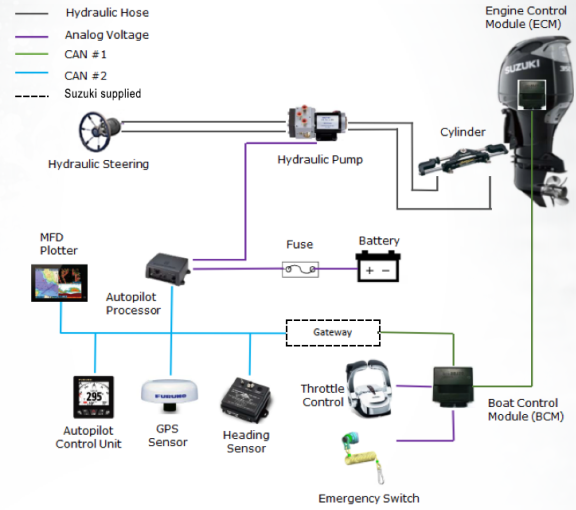 Hydraulic Hose
Analog Voltage
CAN #1
CAN #2
Suzuki supplied
Engine Control
Module (ECM)
SUZUKI
Cylinder
Hydraulic Steering
Hydraulic Pump
MFD
Plotter
Fuse
Battery
+ −
Autopilot
Processor
Gateway
295
FURUNO
Throttle
Control
Boat Control
Module (BCM)
Autopilot
Control Unit
GPS
Sensor
Heading
Sensor
Emergency Switch